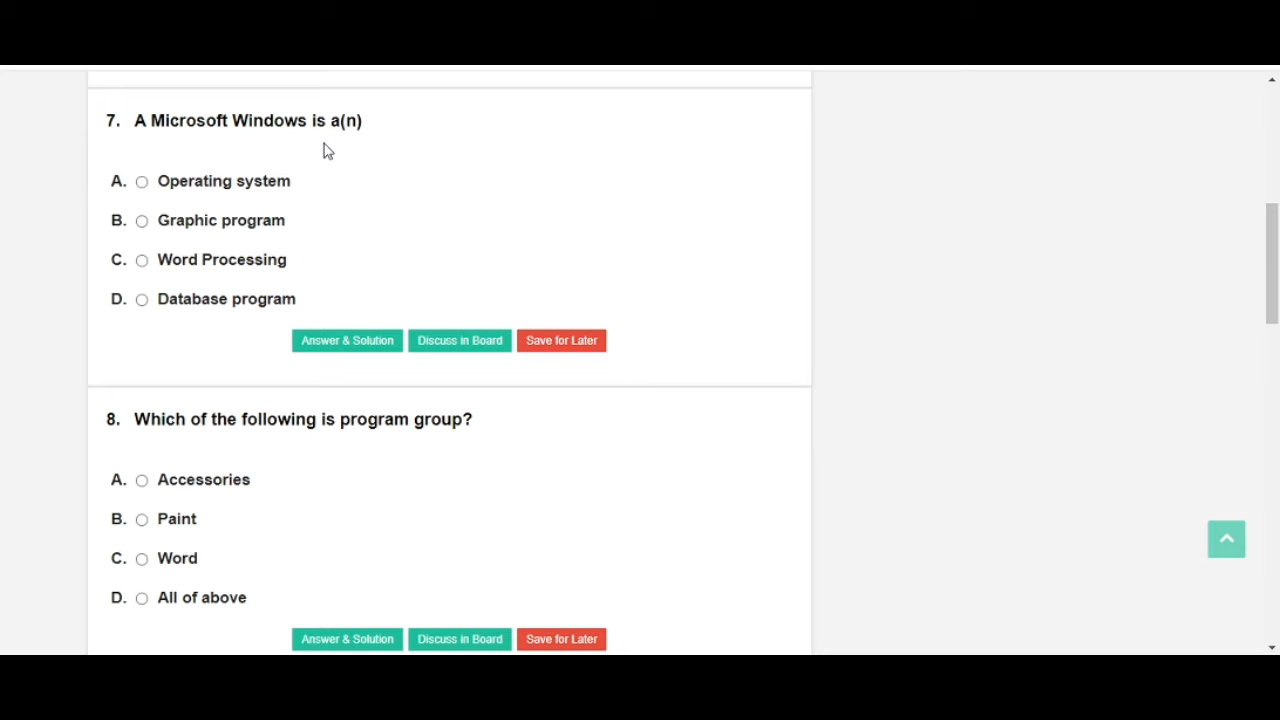 7. A Microsoft Windows is a(n)
A. Operating system
B. Graphic program
C. Word Processing
D. Database program
Answer & Solution Discuss in Board Save for Later
8. Which of the following is program group?
A. Accessories
B. Paint
C. Word
D. All of above
Answer & Solution Discuss in Board Save for Later